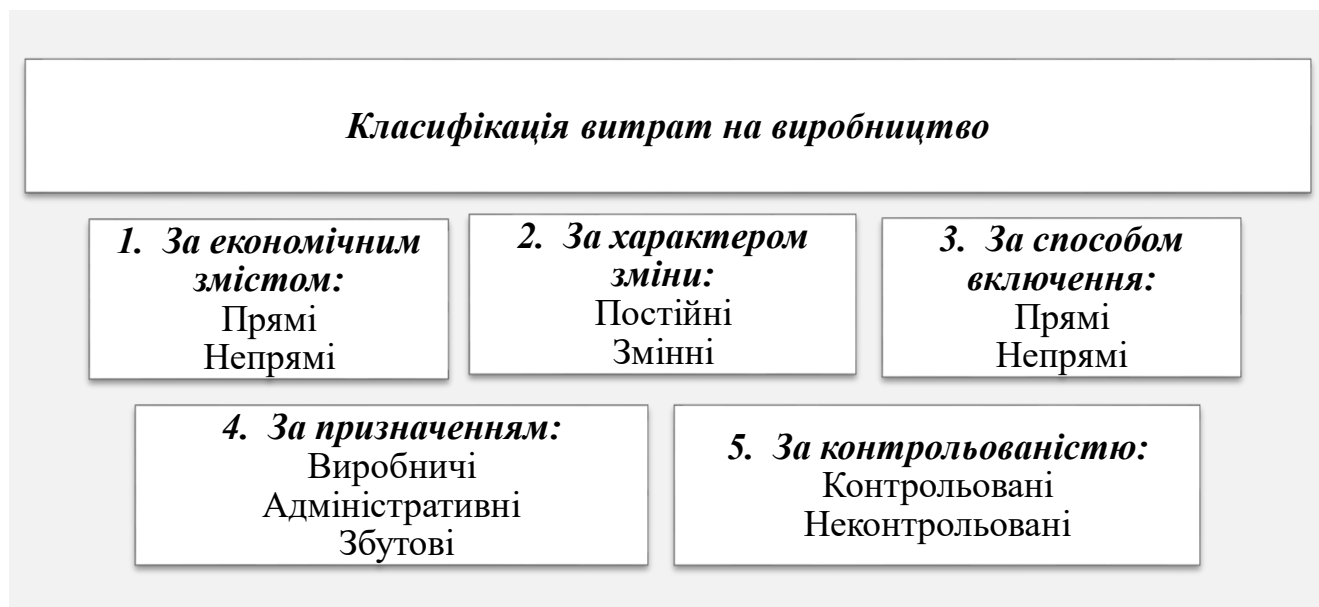 Класифікація витрат на виробництво
1. За економічним
змістом:
Прямі
Непрямі
2. За характером
зміни:
Постійні
Змінні
3. За способом
включення:
Прямі
Непрямі
4. За призначенням:
Виробничі
Адміністративні
Збутові
5. За контрольованістю:
Контрольовані
Неконтрольовані